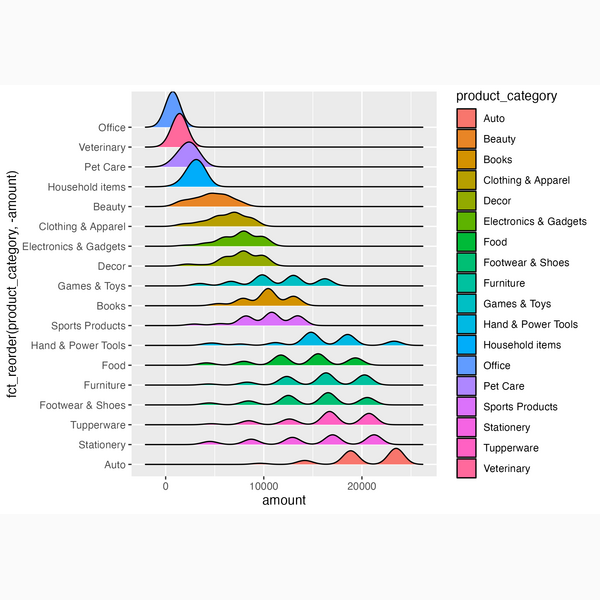 fct_reorder(product_category, -amount)
Office
Veterinary
Pet Care
Household items
Beauty
Clothing & Apparel
Electronics & Gadgets
Decor
Games & Toys
Books
Sports Products
Hand & Power Tools
Food
Furniture
Footwear & Shoes
Tupperware
Stationery
Auto
0 10000 20000
amount
product_category
Auto
Beauty
Books
Clothing & Apparel
Decor
Electronics & Gadgets
Food
Footwear & Shoes
Furniture
Games & Toys
Hand & Power Tools
Household items
Office
Pet Care
Sports Products
Stationery
Tupperware
Veterinary